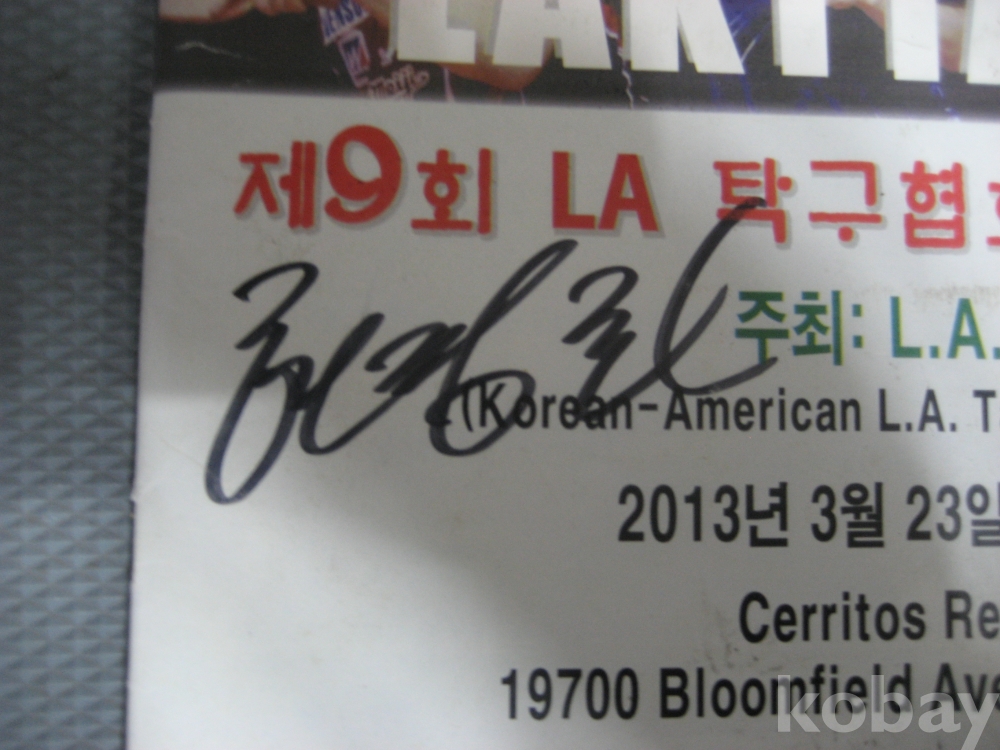 제9회 LA 탁구협
주최: L.A.
(Korean-American L.A. T
2013년 3월 23일
Cerritos Re
19700 Bloomfield Ave
kobay